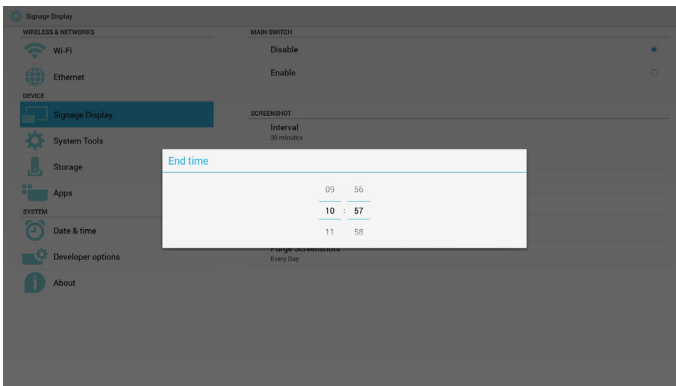 Signage Display
WIRELESS & NETWORKS
Wi-Fi
Ethernet
DEVICE
Signage Display
System Tools
Storage
Apps
SYSTEM
Date & time
Developer options
About
MAIN SWITCH
Disable
Enable
SCREENSHOT
Interval
30 minutes
End time
09 56
10 : 57
11 58
Purge Screenshots
Every Day